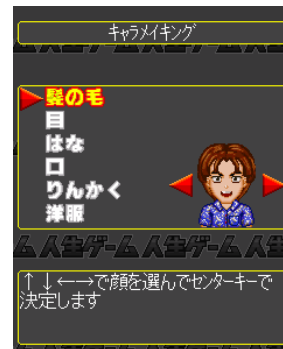 キャラメイキング
髪の毛
目
はな
口
りんかく
洋服
ム人生ゲーム人生ゲーム人生
↑↓←→で顔を選んでセンターキーで
決定します